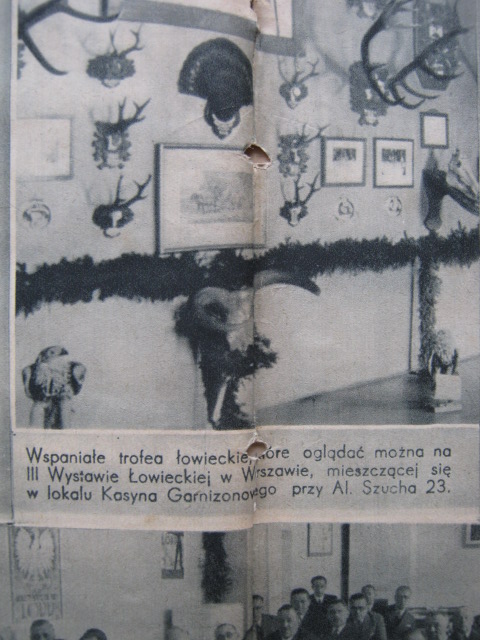 Wspaniałe trofea łowieckie, które oglądać można na
III Wystawie Łowieckiej w Warszawie, mieszczącej się
w lokalu Kasyna Garnizonowego przy Al. Szucha 23.